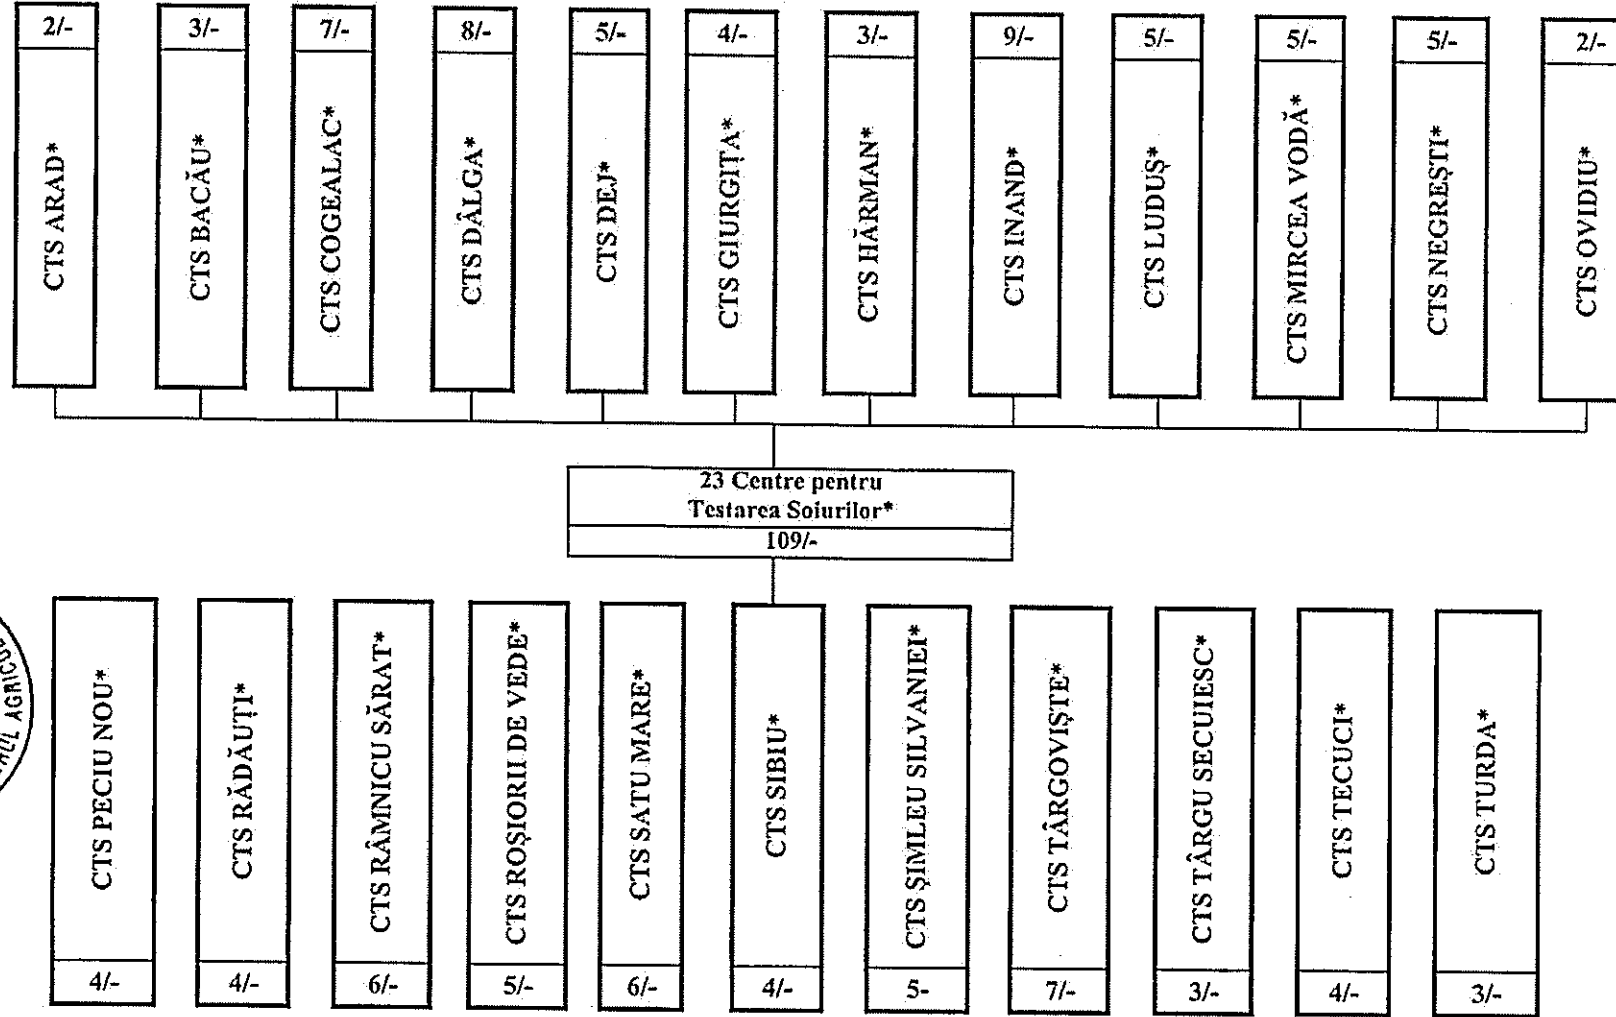 2/-
CTS ARAD*
3/-
CTS BACĂU*
7/-
CTS COGEALAC*
8/-
CTS DÂLGA*
5/-
CTS DEJ*
4/-
CTS GIURGIȚA*
3/-
CTS HĂRMAN*
9/-
CTS INAND*
5/-
CTS LUDUȘ*
5/-
CTS MIRCEA VODĂ*
5/-
CTS NEGREȘTI*
2/-
CTS OVIDIU*
23 Centre pentru
Testarea Soiurilor*
109/-
CTS PECIU NOU*
4/-
CTS RĂDĂUȚI*
4/-
CTS RÂMNICU SĂRAT*
6/-
CTS ROȘIORII DE VEDE*
5/-
CTS SATU MARE*
6/-
CTS SIBIU*
4/-
CTS ȘIMLEU SILVANIEI*
5-
CTS TÂRGOVIȘTE*
7/-
CTS TÂRGU SECUIESC*
3/-
CTS TECUCI*
4/-
CTS TURDA*
3/-